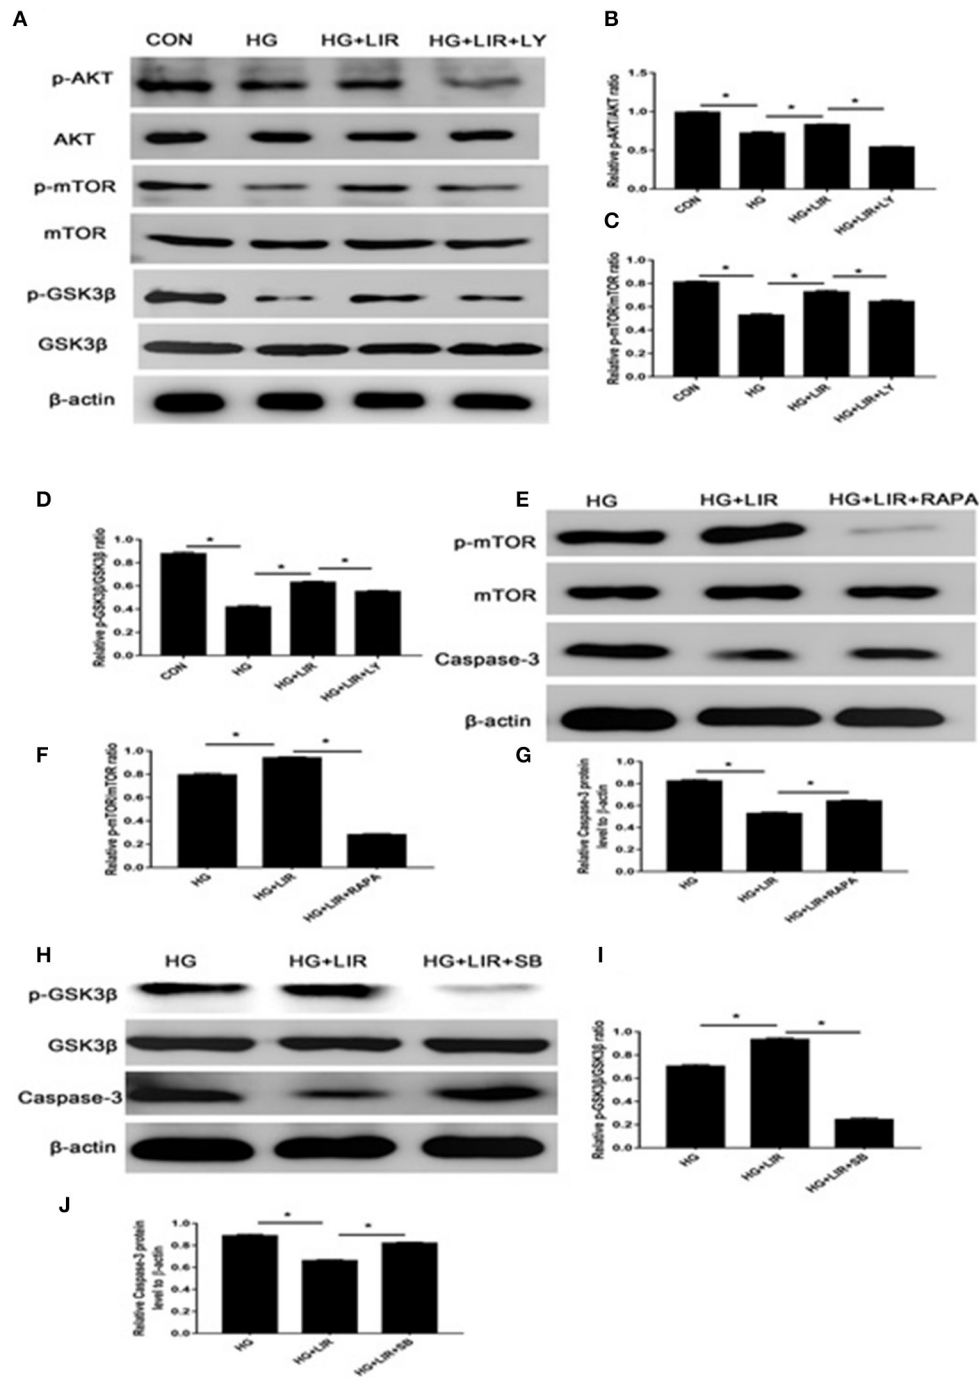 A
CON HG HG+LIR HG+LIR+LY
p-AKT
AKT
p-mTOR
mTOR
p-GSK3β
GSK3β
β-actin
B
Relative p-AKT/AKT ratio
1.5
1.0
0.5
0.0
* * *
CON HG HG+LIR HG+LIR+LY
C
Relative p-mTOR/mTOR ratio
1.0
0.8
0.6
0.4
0.2
0.0
* * *
CON HG HG+LIR HG+LIR+LY
D
Relative p-GSK3β/GSK3β ratio
1.0
0.8
0.6
0.4
0.2
0.0
* * *
CON HG HG+LIR HG+LIR+LY
E
HG HG+LIR HG+LIR+RAPA
p-mTOR
mTOR
Caspase-3
β-actin
F
Relative p-mTOR/mTOR ratio
1.0
0.8
0.6
0.4
0.2
0.0
* *
HG HG+LIR HG+LIR+RAPA
G
Relative Caspase-3 protein
level to β-actin
1.0
0.8
0.6
0.4
0.2
0.0
* *
HG HG+LIR HG+LIR+RAPA
H
HG HG+LIR HG+LIR+SB
p-GSK3β
GSK3β
Caspase-3
β-actin
I
Relative p-GSK3β/GSK3β ratio
1.0
0.8
0.6
0.4
0.2
0.0
* *
HG HG+LIR HG+LIR+SB
J
Relative Caspase-3 protein
level to β-actin
1.0
0.8
0.6
0.4
0.2
0.0
* *
HG HG+LIR HG+LIR+SB